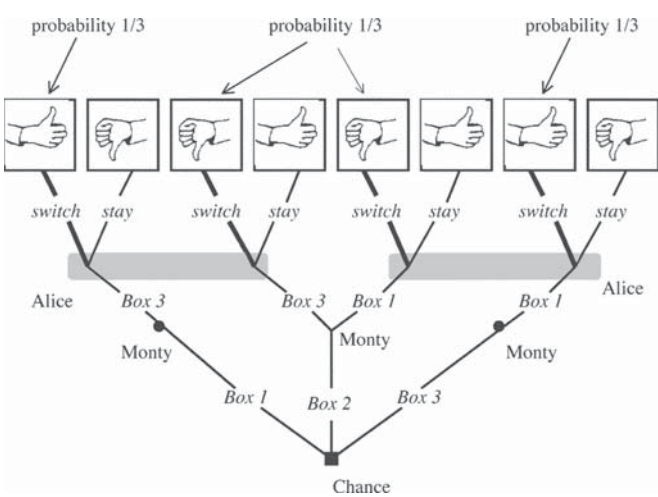 probability 1/3 probability 1/3 probability 1/3
switch stay switch stay switch stay switch stay
Alice Box 3 Box 3 Box 1 Box 1 Alice
Monty Monty Monty
Box 1 Box 2 Box 3
Chance